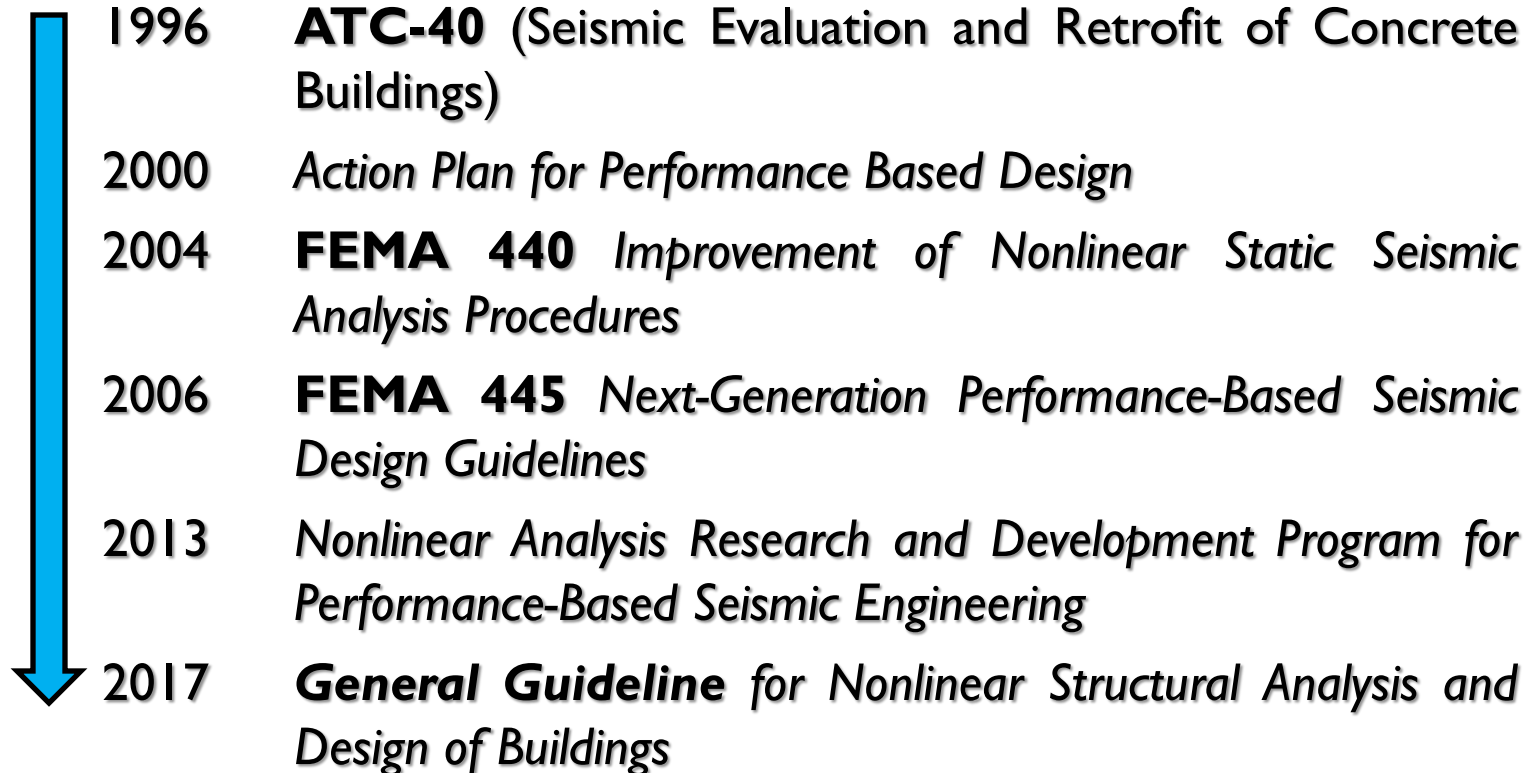 1996 ATC-40 (Seismic Evaluation and Retrofit of Concrete
Buildings)
2000 Action Plan for Performance Based Design
2004 FEMA 440 Improvement of Nonlinear Static Seismic
Analysis Procedures
2006 FEMA 445 Next-Generation Performance-Based Seismic
Design Guidelines
2013 Nonlinear Analysis Research and Development Program for
Performance-Based Seismic Engineering
2017 General Guideline for Nonlinear Structural Analysis and
Design of Buildings